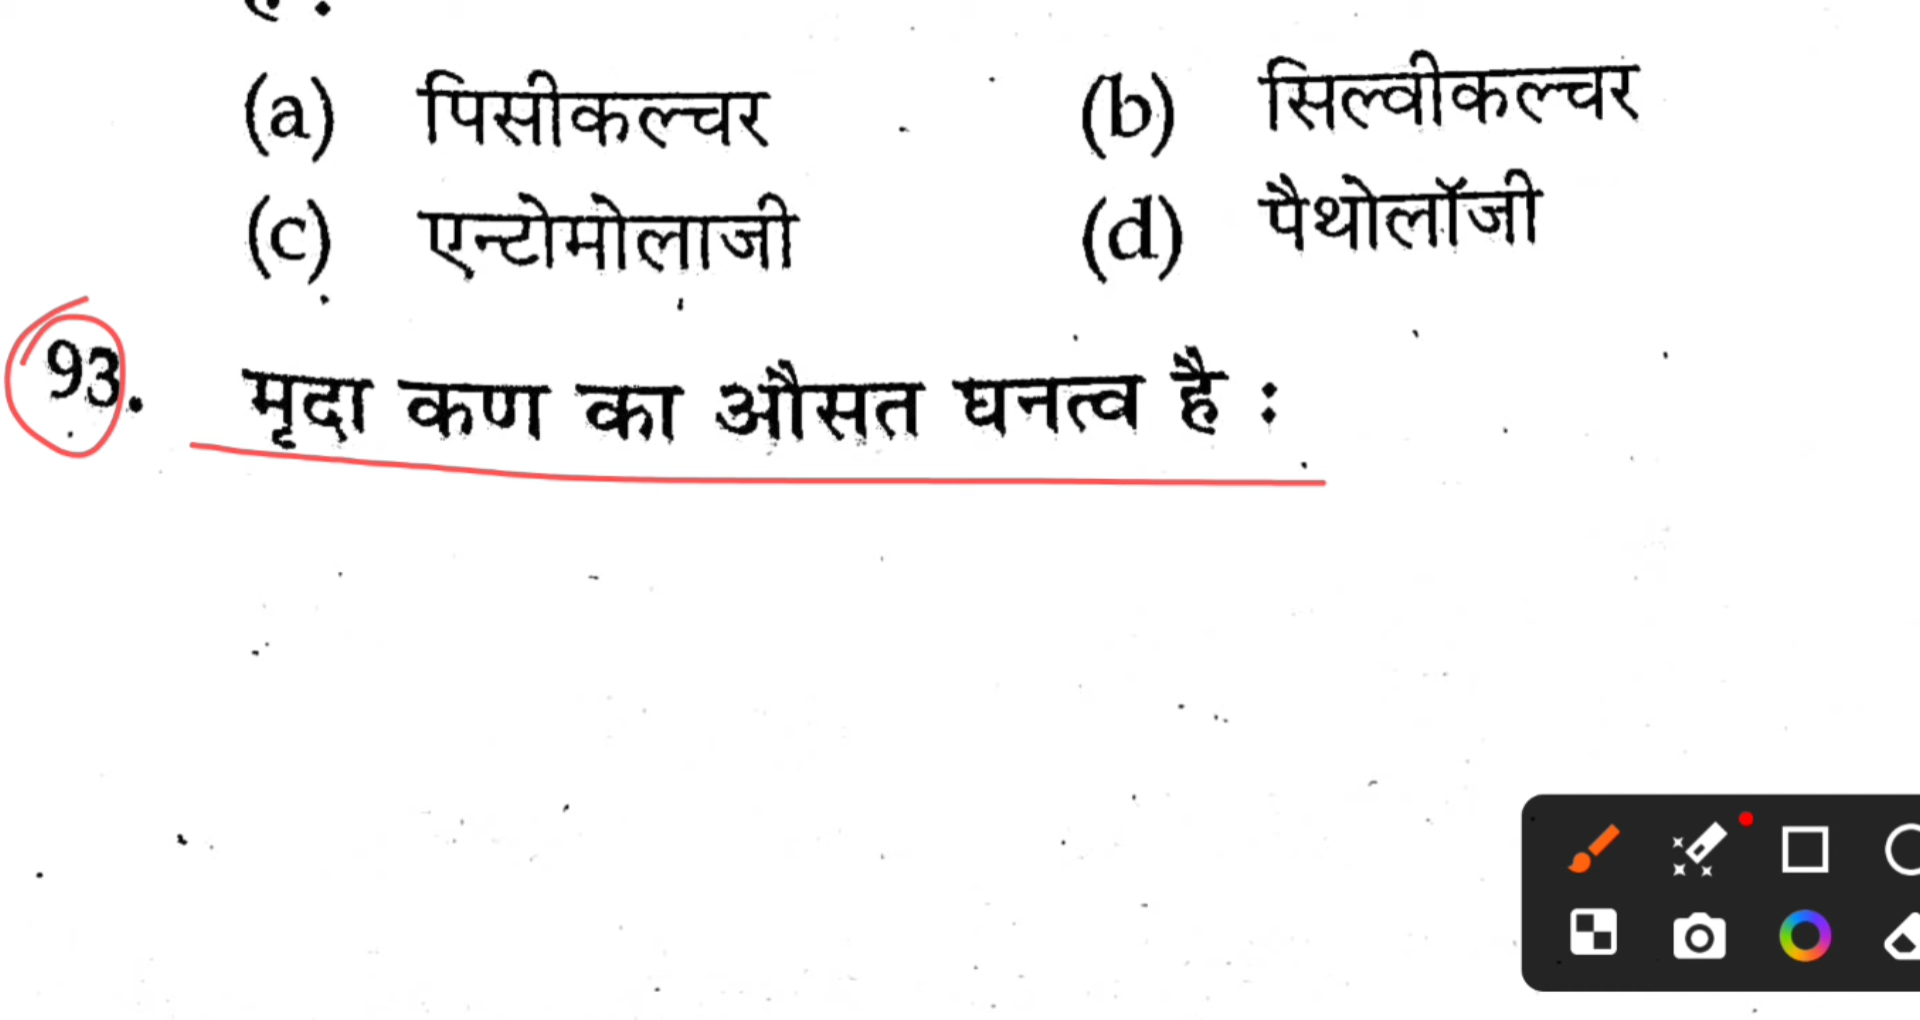 (a) पिसीकल्चर (b) सिल्वीकल्चर
(c) एन्टोमोलाजी (d) पैथोलॉजी
93. मृदा कण का औसत घनत्व है :